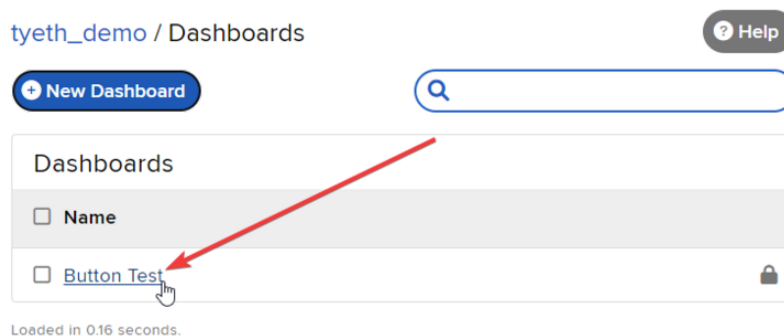 tyeth_demo / Dashboards
Help
New Dashboard
Dashboards
Name
Button Test
Loaded in 0.16 seconds.